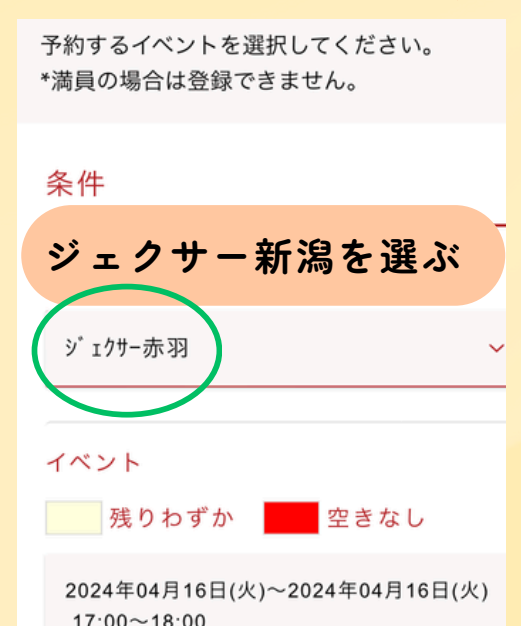 予約するイベントを選択してください。
*満員の場合は登録できません。
条件
ジェクサー新潟を選ぶ
ｼﾞｪｸｻｰ赤羽
イベント
残りわずか 空きなし
2024年04月16日(火)～2024年04月16日(火)
17:00～18:00